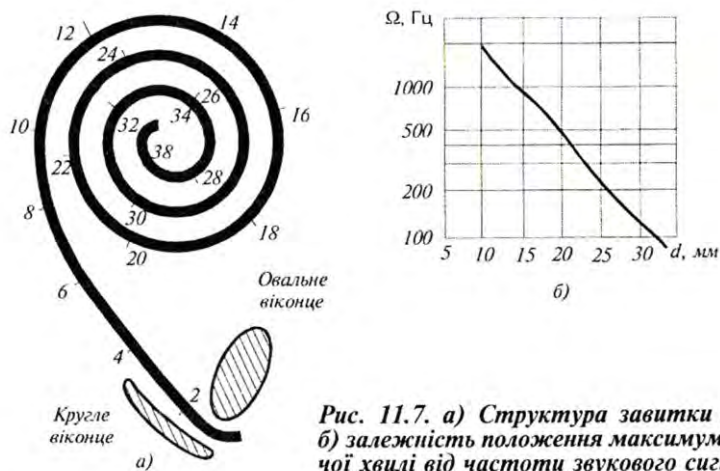 12
14
24
26
16
10
32
34
38
22
28
8
30
18
20
6
Овальне
віконце
4
2
Кругле
віконце
а)
Ω, Гц
1000
500
200
100
5 10 15 20 25 30 d, мм
б)
Рис. 11.7. а) Структура завитки
б) залежність положення максимум
чої хвилі від частоти звукового сиг